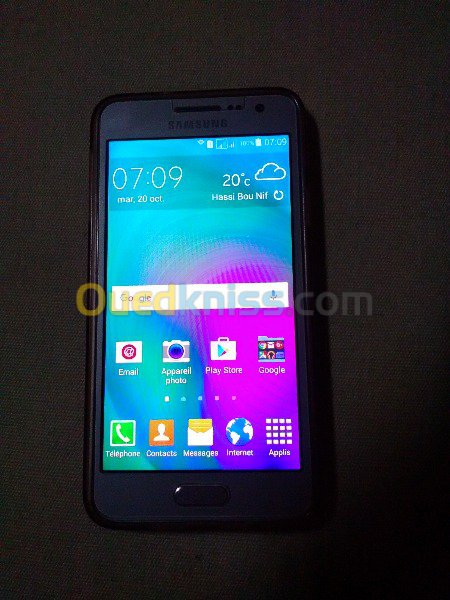 SAMSUNG
100% 07:09
07:09
20°c
mar, 20 oct.
Hassi Bou Nif
Ouedkniss.com
Google
Email
Appareil photo
Play Store
Google
Téléphone
Contacts
Messages
Internet
Applis